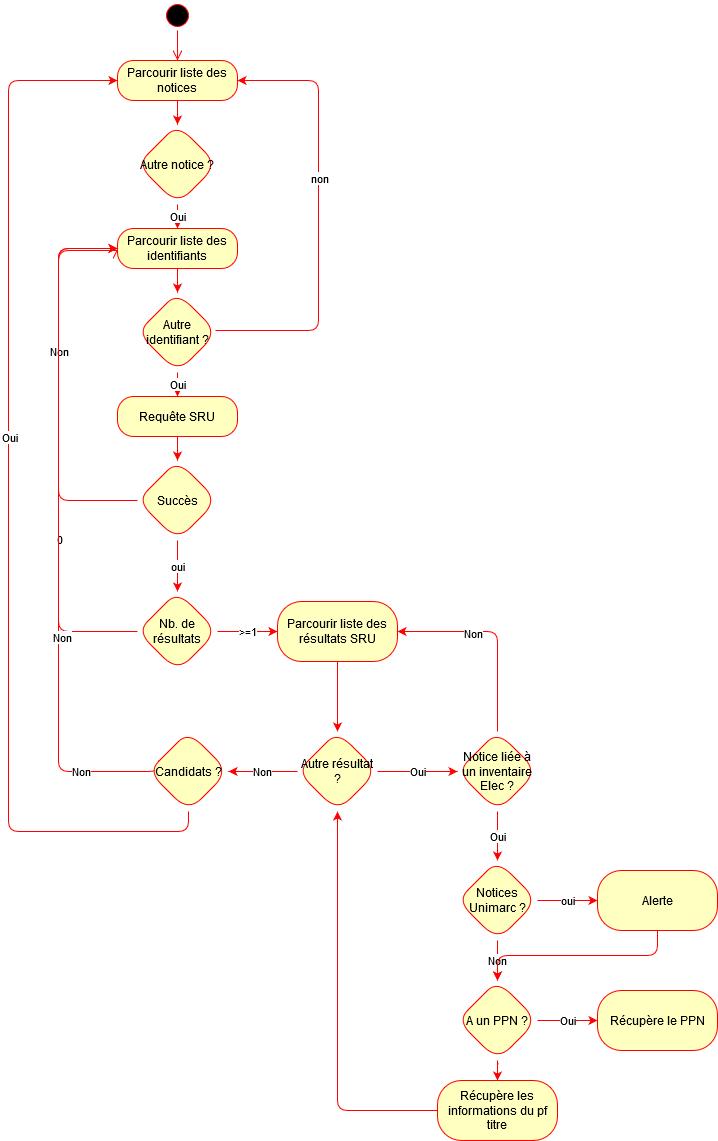 Parcourir liste des
notices
Autre notice ?
non
Oui
Parcourir liste des
identifiants
Autre
identifiant ?
Non
Oui
Requête SRU
Oui
Succès
0
oui
Nb. de
résultats
>=1
Parcourir liste des
résultats SRU
Non
Non
Candidats ?
Non
Non
Autre résultat
?
Oui
Notice liée à
un inventaire
Elec ?
Oui
Notices
Unimarc ?
oui
Alerte
Non
A un PPN ?
Oui
Récupère le PPN
Récupère les
informations du pf
titre